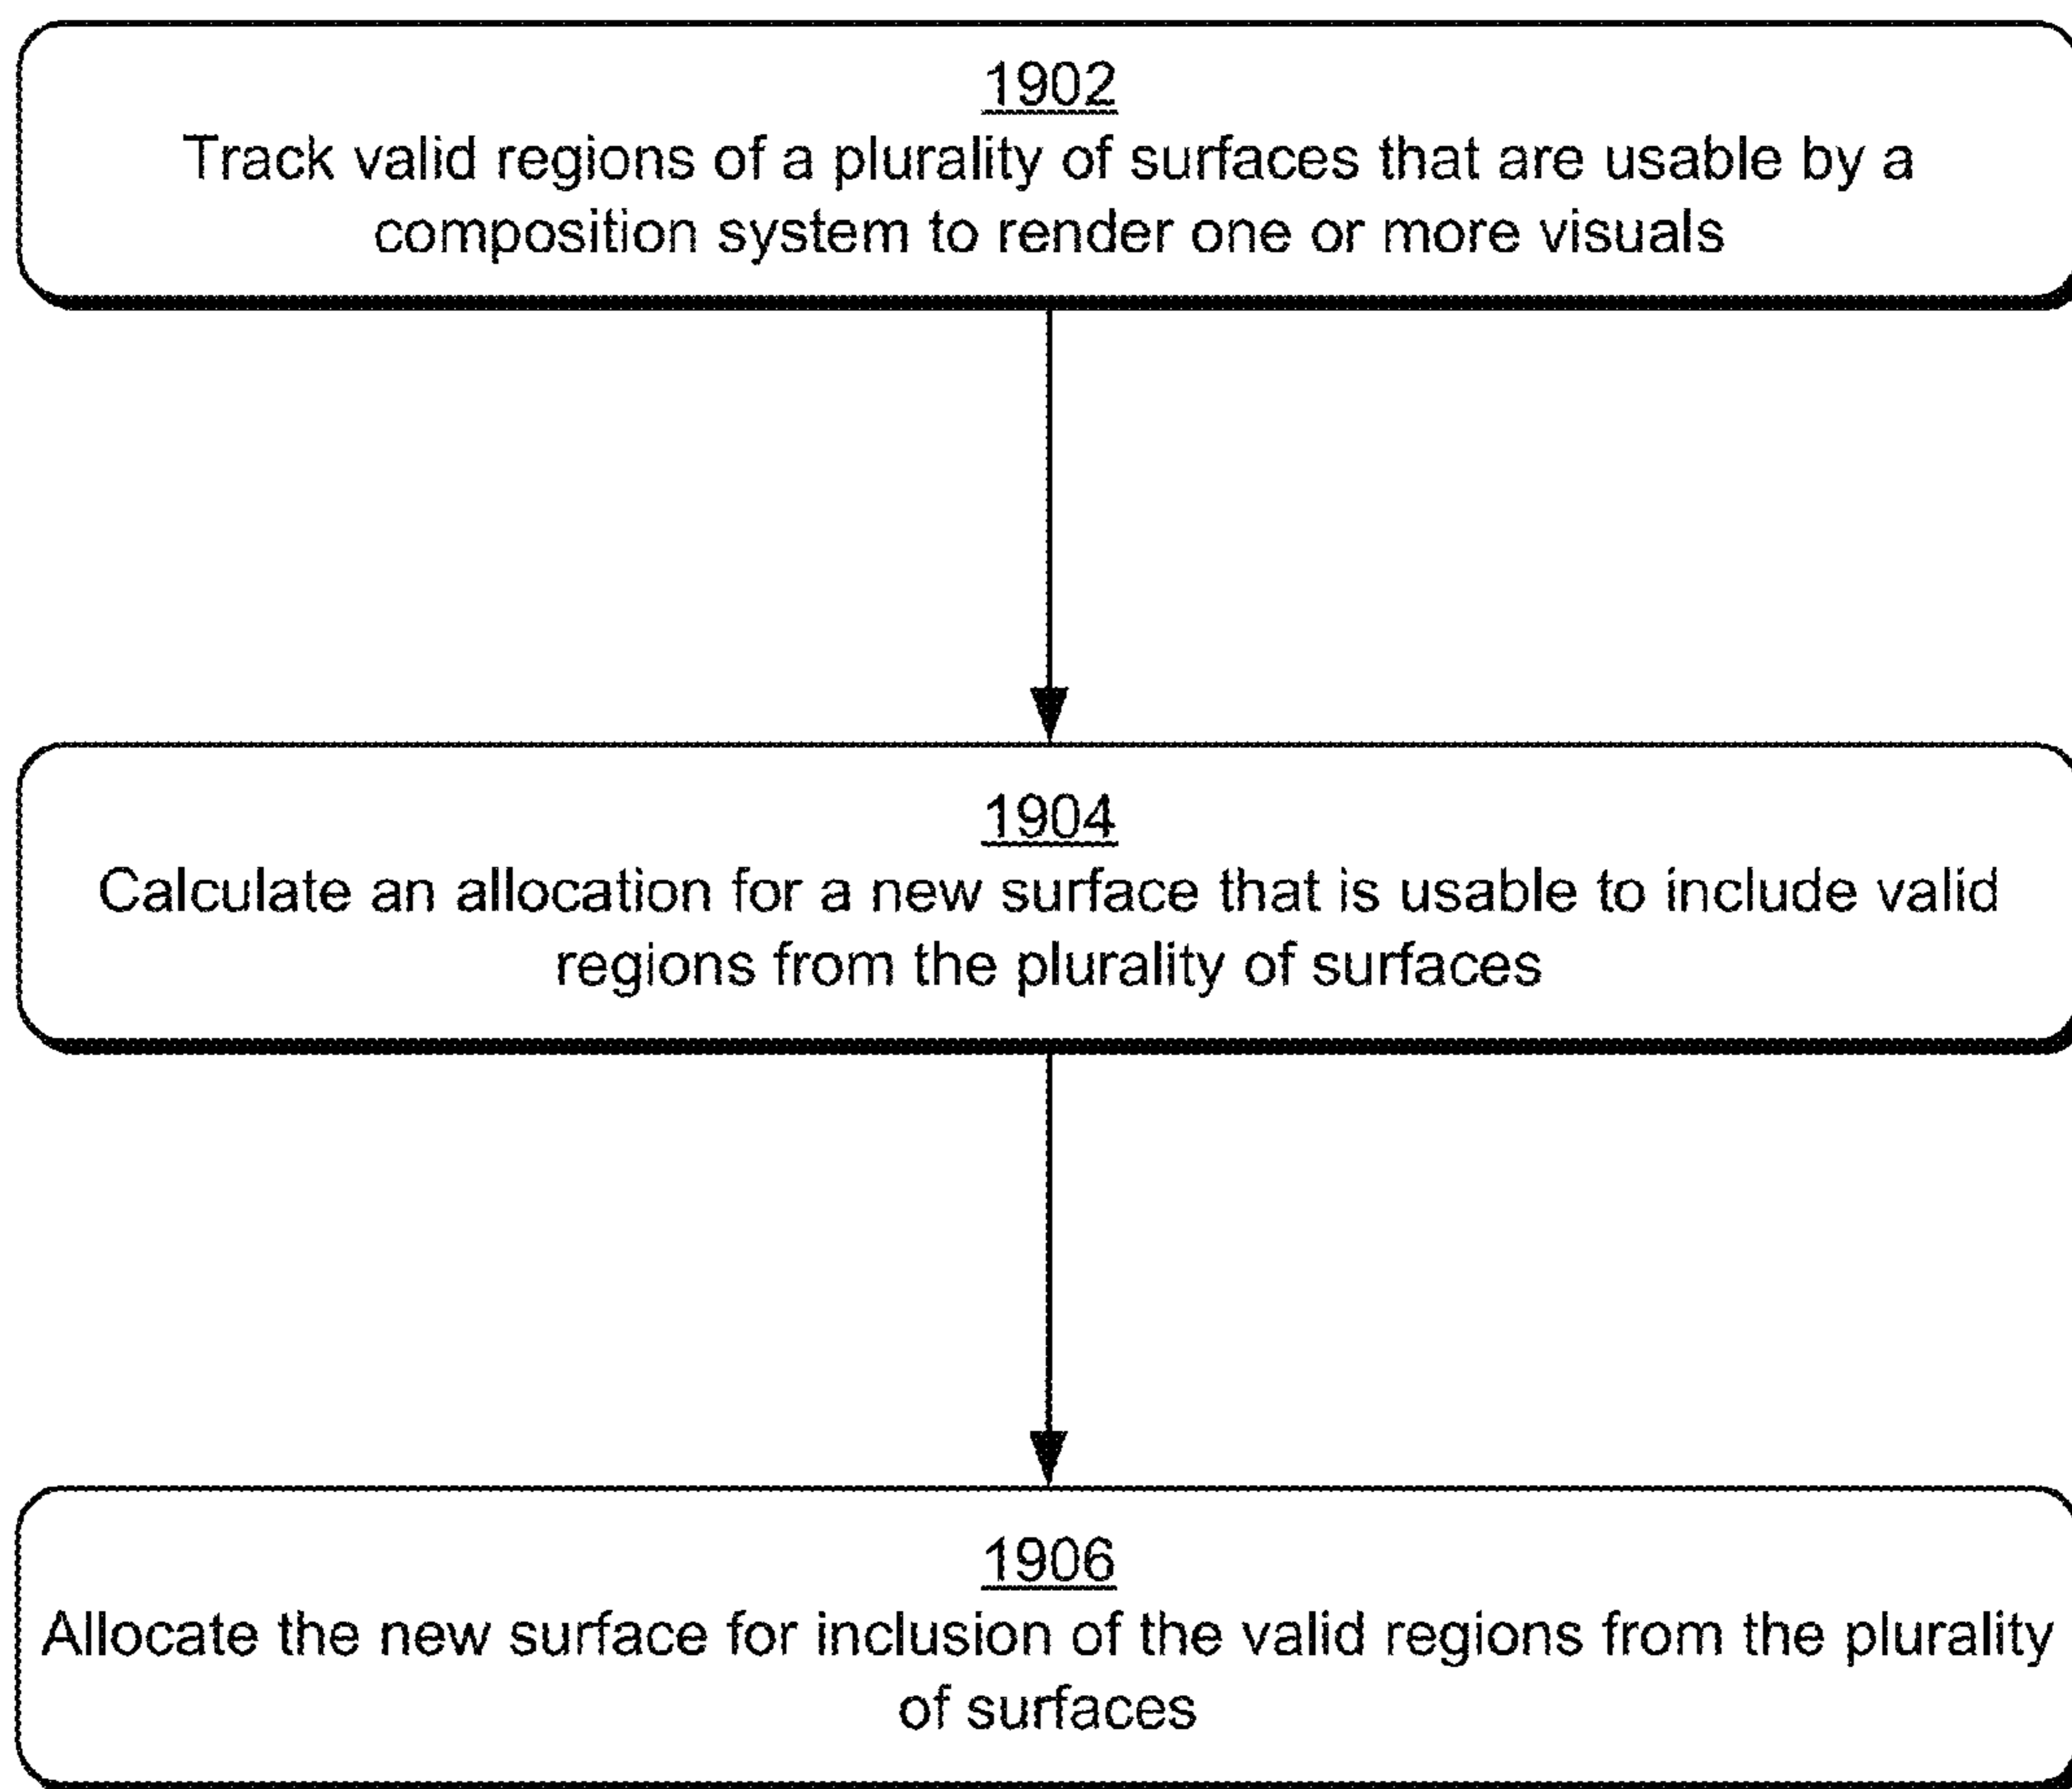 1902
Track valid regions of a plurality of surfaces that are usable by a
composition system to render one or more visuals
1904
Calculate an allocation for a new surface that is usable to include valid
regions from the plurality of surfaces
1906
Allocate the new surface for inclusion of the valid regions from the plurality
of surfaces